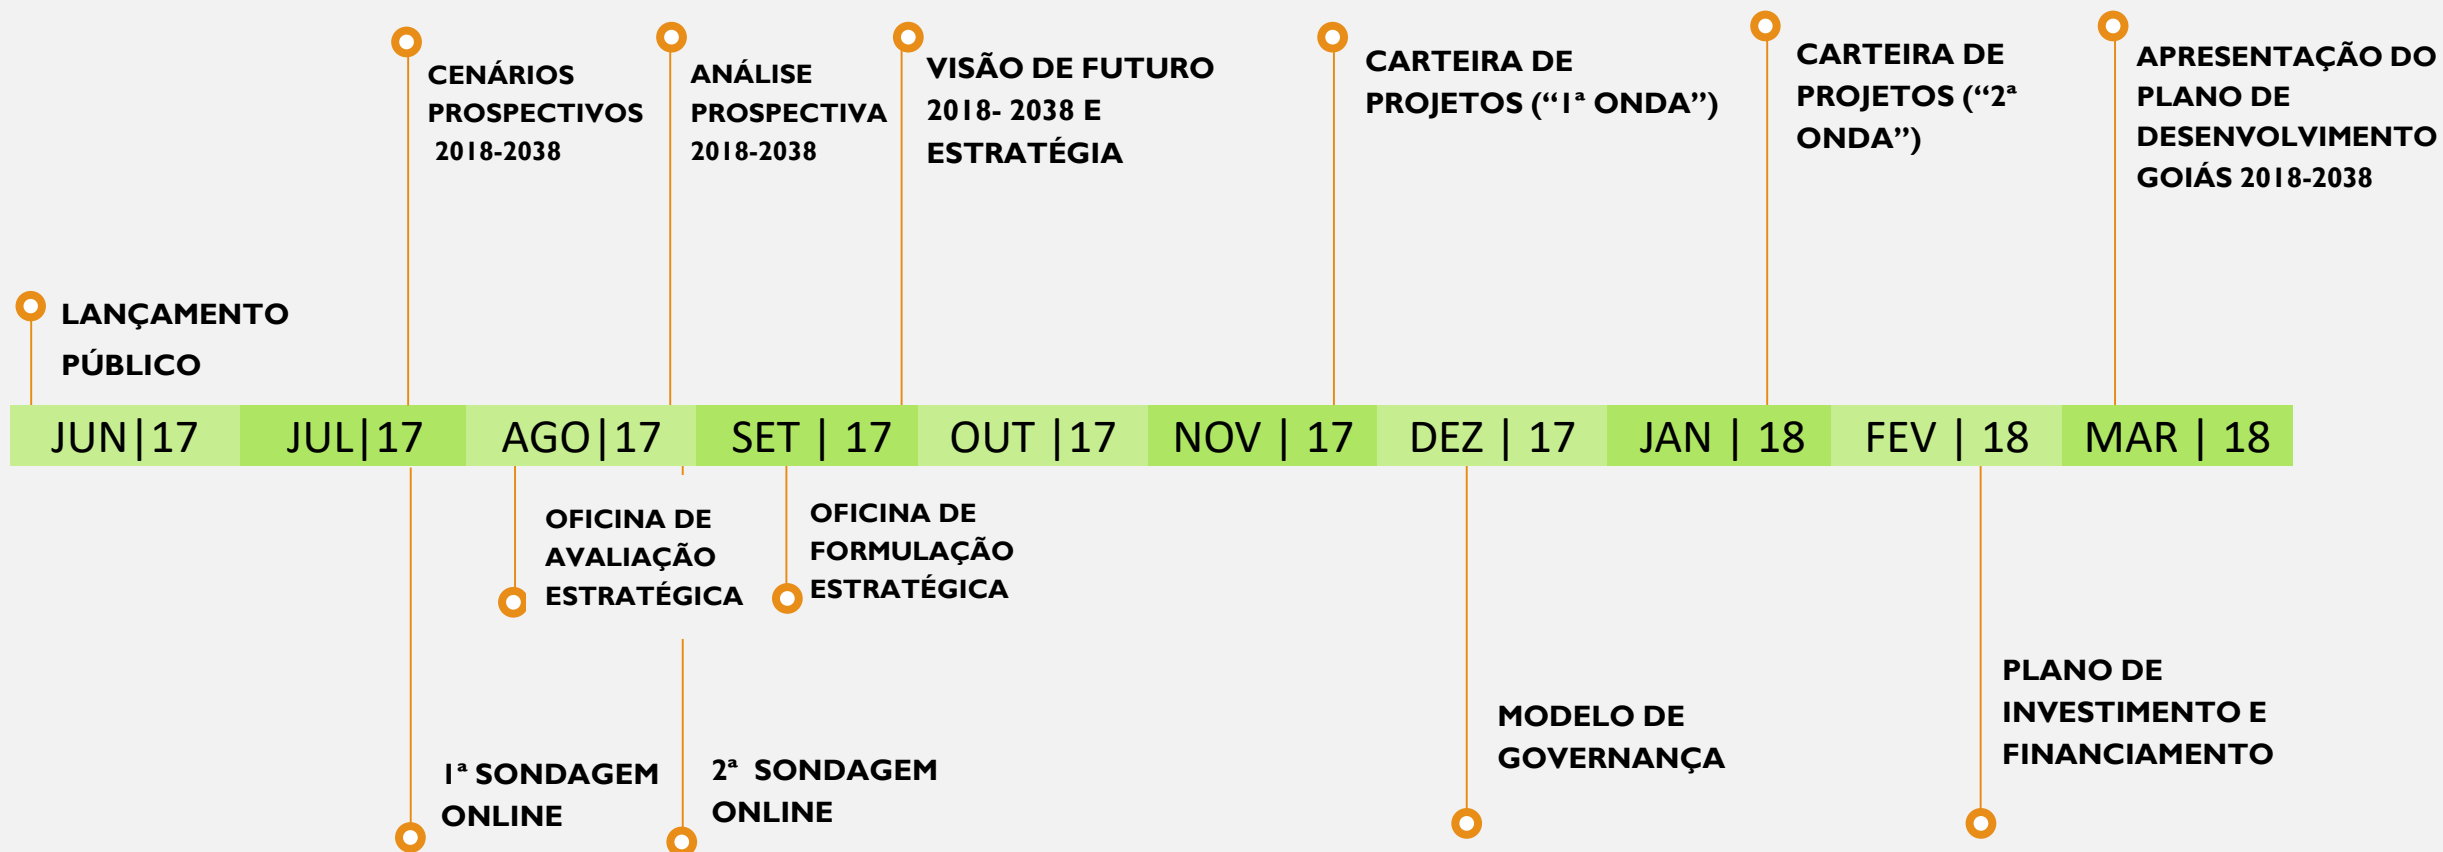 CENÁRIOS
PROSPECTIVOS
2018-2038
ANÁLISE
PROSPECTIVA
2018-2038
VISÃO DE FUTURO
2018- 2038 E
ESTRATÉGIA
CARTEIRA DE
PROJETOS (“1ª ONDA”)
CARTEIRA DE
PROJETOS (“2ª
ONDA”)
APRESENTAÇÃO DO
PLANO DE
DESENVOLVIMENTO
GOIÁS 2018-2038
LANÇAMENTO
PÚBLICO
JUN|17 JUL|17 AGO|17 SET | 17 OUT |17 NOV | 17 DEZ | 17 JAN | 18 FEV | 18 MAR | 18
OFICINA DE
AVALIAÇÃO
ESTRATÉGICA
OFICINA DE
FORMULAÇÃO
ESTRATÉGICA
1ª SONDAGEM
ONLINE
2ª SONDAGEM
ONLINE
MODELO DE
GOVERNANÇA
PLANO DE
INVESTIMENTO E
FINANCIAMENTO